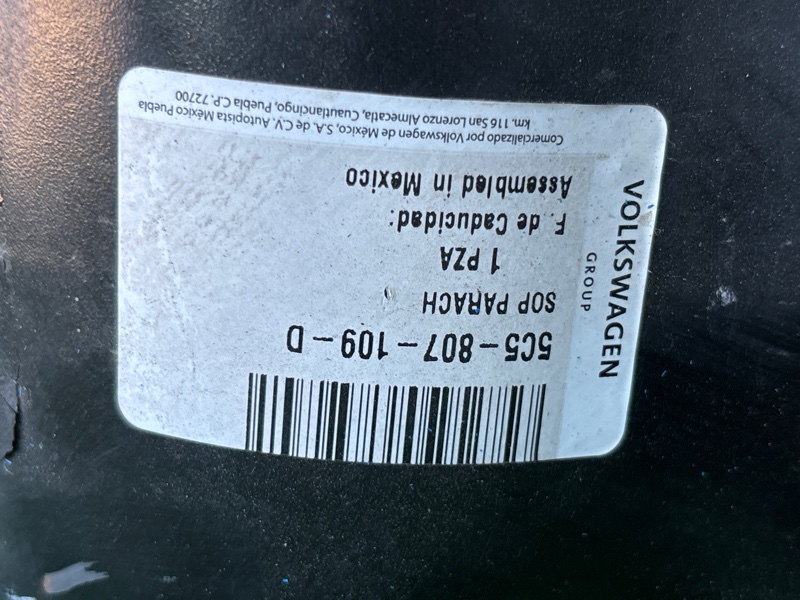 VOLKSWAGEN
GROUP
5C5-807-109-D
SOP PARACH
1 PZA
F. de Caducidad:
Assembled in Mexico
Comercializado por Volkswagen de México, S.A. de C.V. Autopista México Puebla
km. 116 San Lorenzo Almecatla, Cuautlancingo, Puebla C.P. 72700